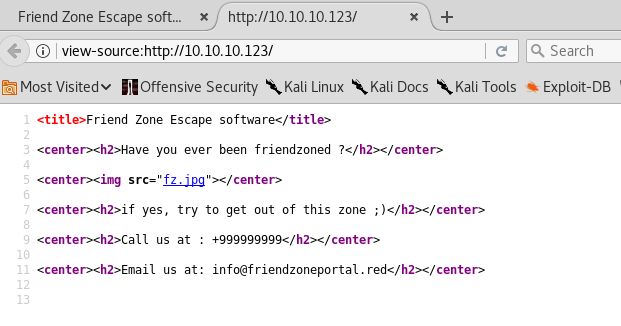 Friend Zone Escape soft...
http://10.10.10.123/
view-source:http://10.10.10.123/
Search
Most Visited
Offensive Security
Kali Linux
Kali Docs
Kali Tools
Exploit-DB
1 <title>Friend Zone Escape software</title>
2
3 <center><h2>Have you ever been friendzoned ?</h2></center>
4
5 <center><img src="fz.jpg"></center>
6
7 <center><h2>if yes, try to get out of this zone ;)</h2></center>
8
9 <center><h2>Call us at : +999999999</h2></center>
10
11 <center><h2>Email us at: info@friendzoneportal.red</h2></center>
12
13